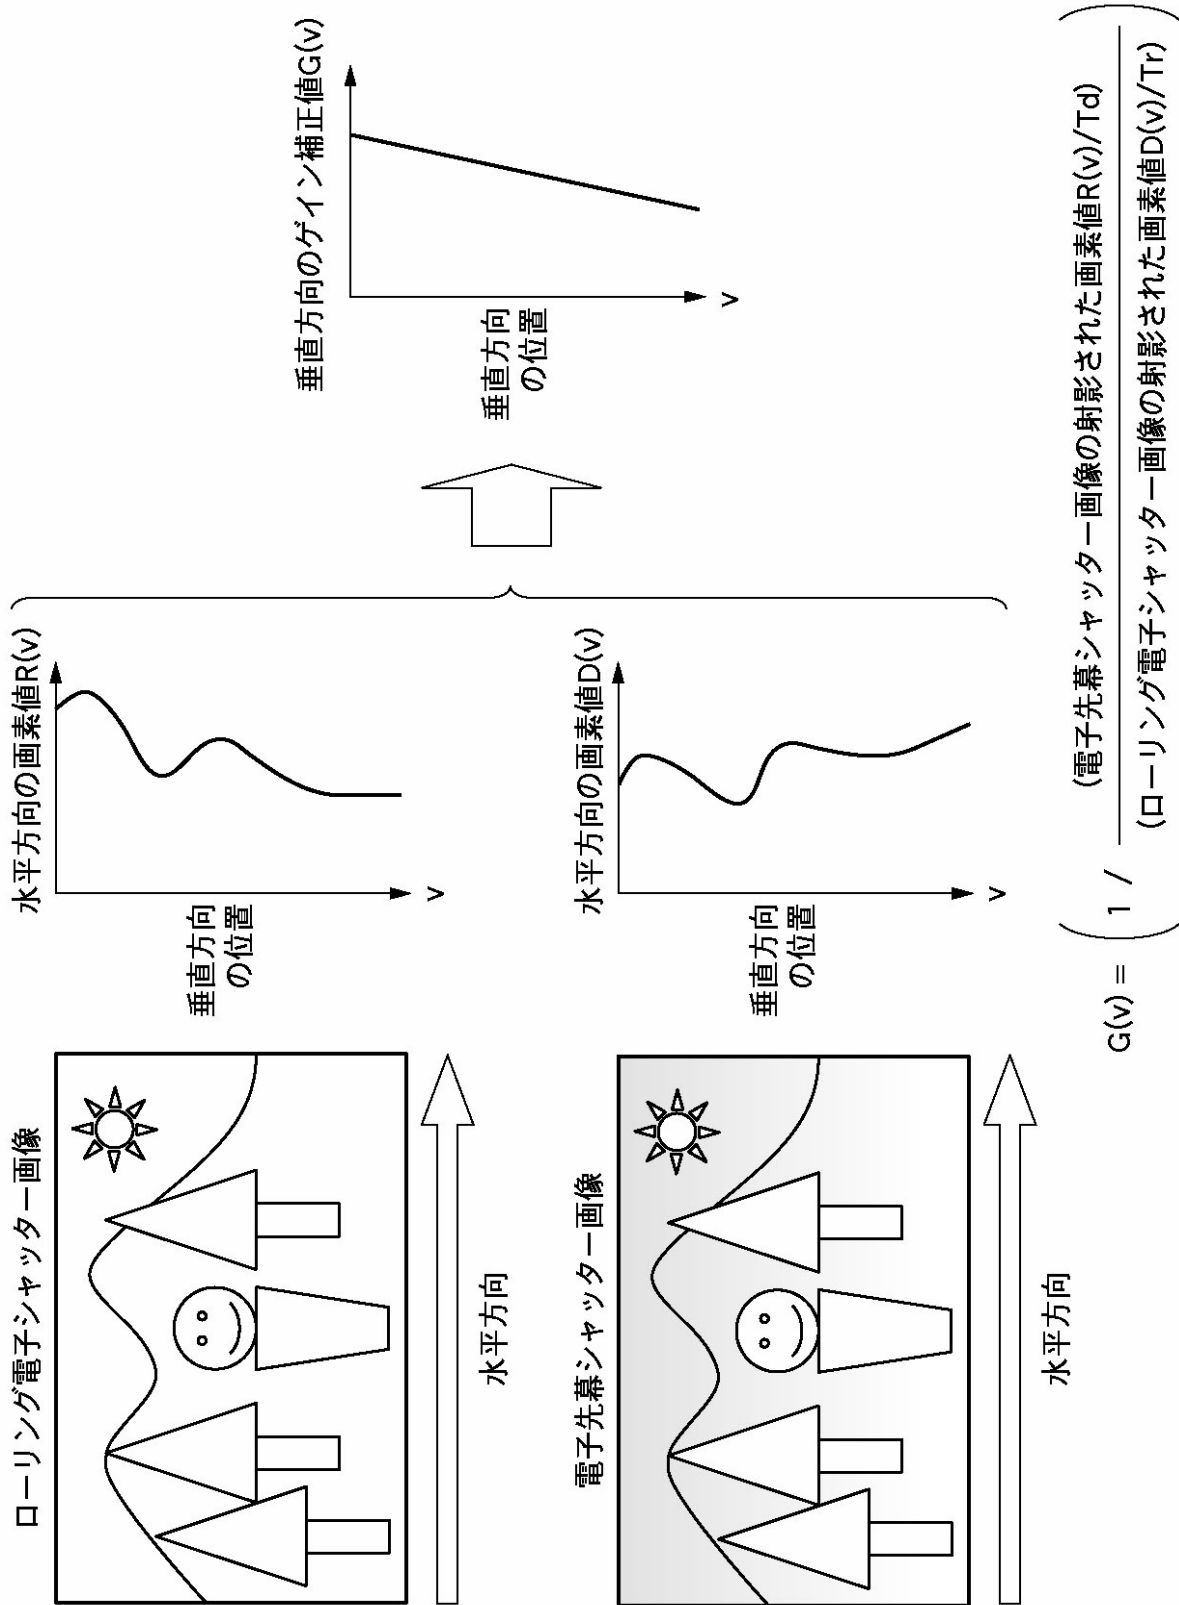 ローリング電子シャッター画像
水平方向
水平方向の画素値R(v)
垂直方向
の位置
v
電子先幕シャッター画像
水平方向
水平方向の画素値D(v)
垂直方向
の位置
v
垂直方向のゲイン補正値G(v)
垂直方向
の位置
v
(電子先幕シャッター画像の射影された画素値R(v)/Td)
G(v) = ( 1 / )
(ローリング電子シャッター画像の射影された画素値D(v)/Tr)